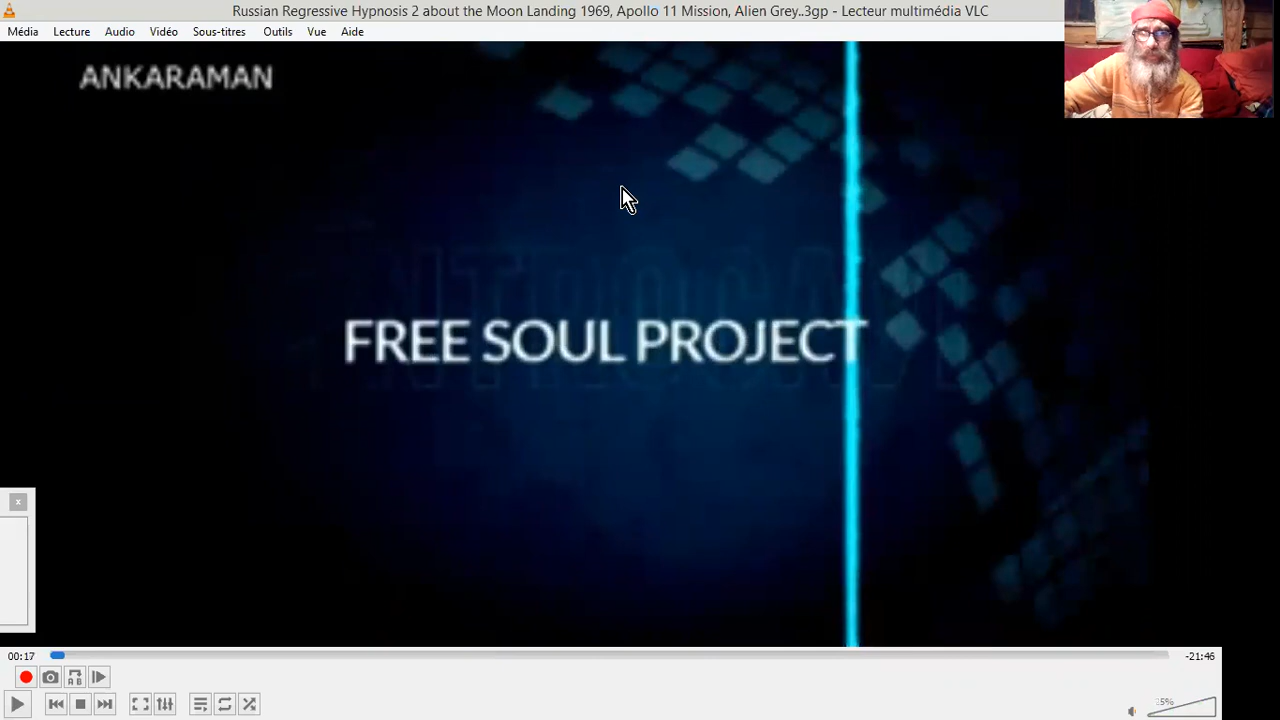 Russian Regressive Hypnosis 2 about the Moon Landing 1969, Apollo 11 Mission, Alien Grey..3gp - Lecteur multimédia VLC
Média Lecture Audio Vidéo Sous-titres Outils Vue Aide
ANKARAMAN
FREE SOUL PROJECT
x
00:17 -21:46
A B